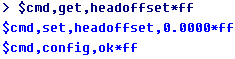 > $cmd,get,headoffset*ff
$cmd,set,headoffset,0.0000*ff
$cmd,config,ok*ff